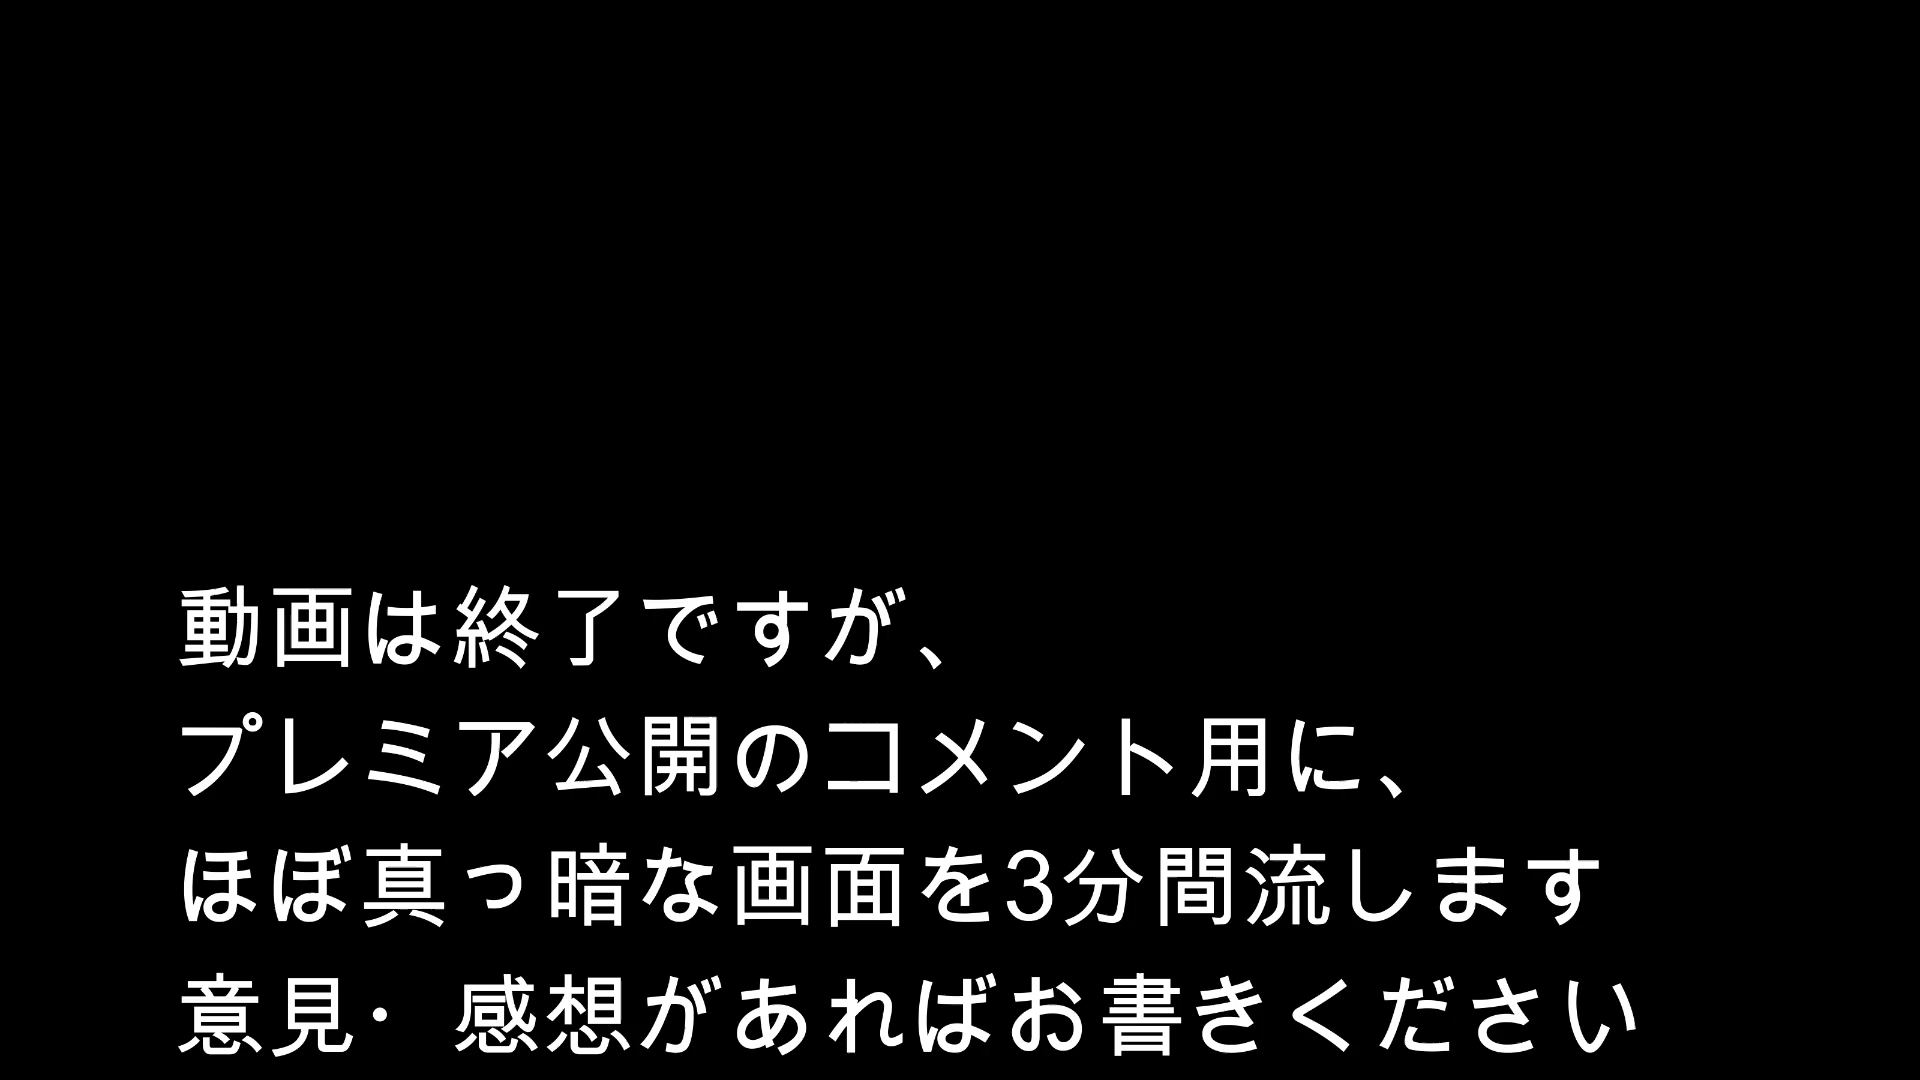 動画は終了ですが、
プレミア公開のコメント用に、
ほぼ真っ暗な画面を3分間流します
意見・感想があればお書きください